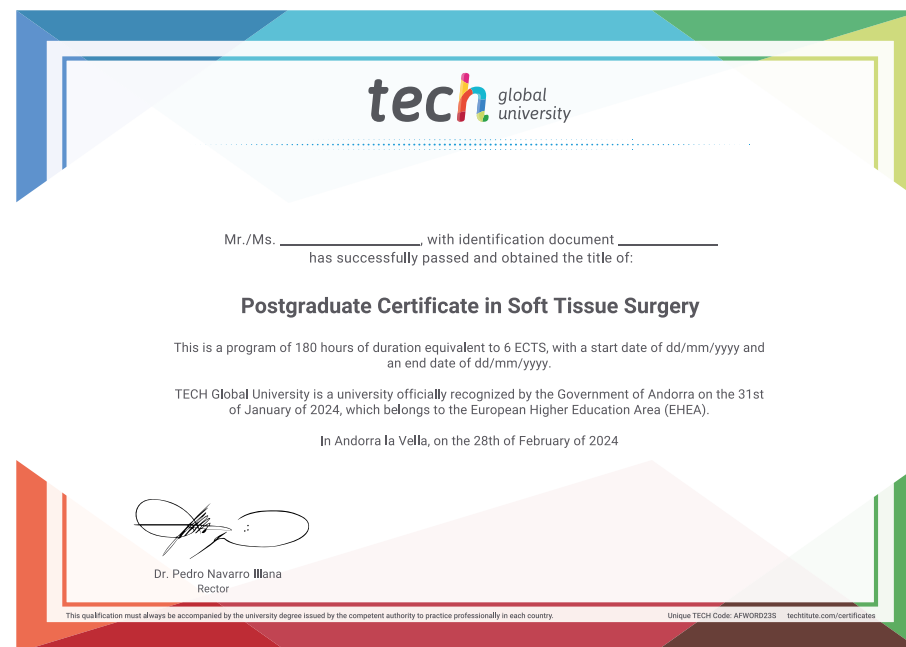 tech global
university
Mr./Ms. ____________, with identification document ____________
has successfully passed and obtained the title of:
Postgraduate Certificate in Soft Tissue Surgery
This is a program of 180 hours of duration equivalent to 6 ECTS, with a start date of dd/mm/yyyy and
an end date of dd/mm/yyyy.
TECH Global University is a university officially recognized by the Government of Andorra on the 31st
of January of 2024, which belongs to the European Higher Education Area (EHEA).
In Andorra la Vella, on the 28th of February of 2024
Dr. Pedro Navarro Illana
Rector
This qualification must always be accompanied by the university degree issued by the competent authority to practice professionally in each country.
Unique TECH Code: AFWORD23S techtitute.com/certificates